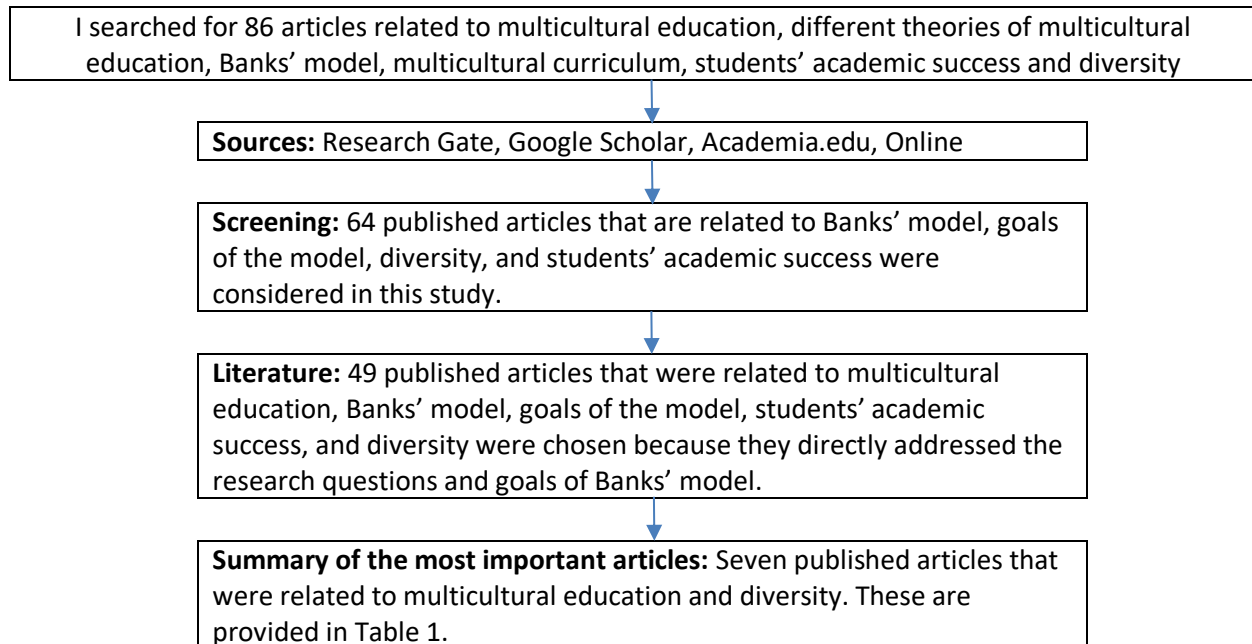 I searched for 86 articles related to multicultural education, different theories of multicultural
education, Banks’ model, multicultural curriculum, students’ academic success and diversity
Sources: Research Gate, Google Scholar, Academia.edu, Online
Screening: 64 published articles that are related to Banks’ model, goals
of the model, diversity, and students’ academic success were
considered in this study.
Literature: 49 published articles that were related to multicultural
education, Banks’ model, goals of the model, students’ academic
success, and diversity were chosen because they directly addressed the
research questions and goals of Banks’ model.
Summary of the most important articles: Seven published articles that
were related to multicultural education and diversity. These are
provided in Table 1.